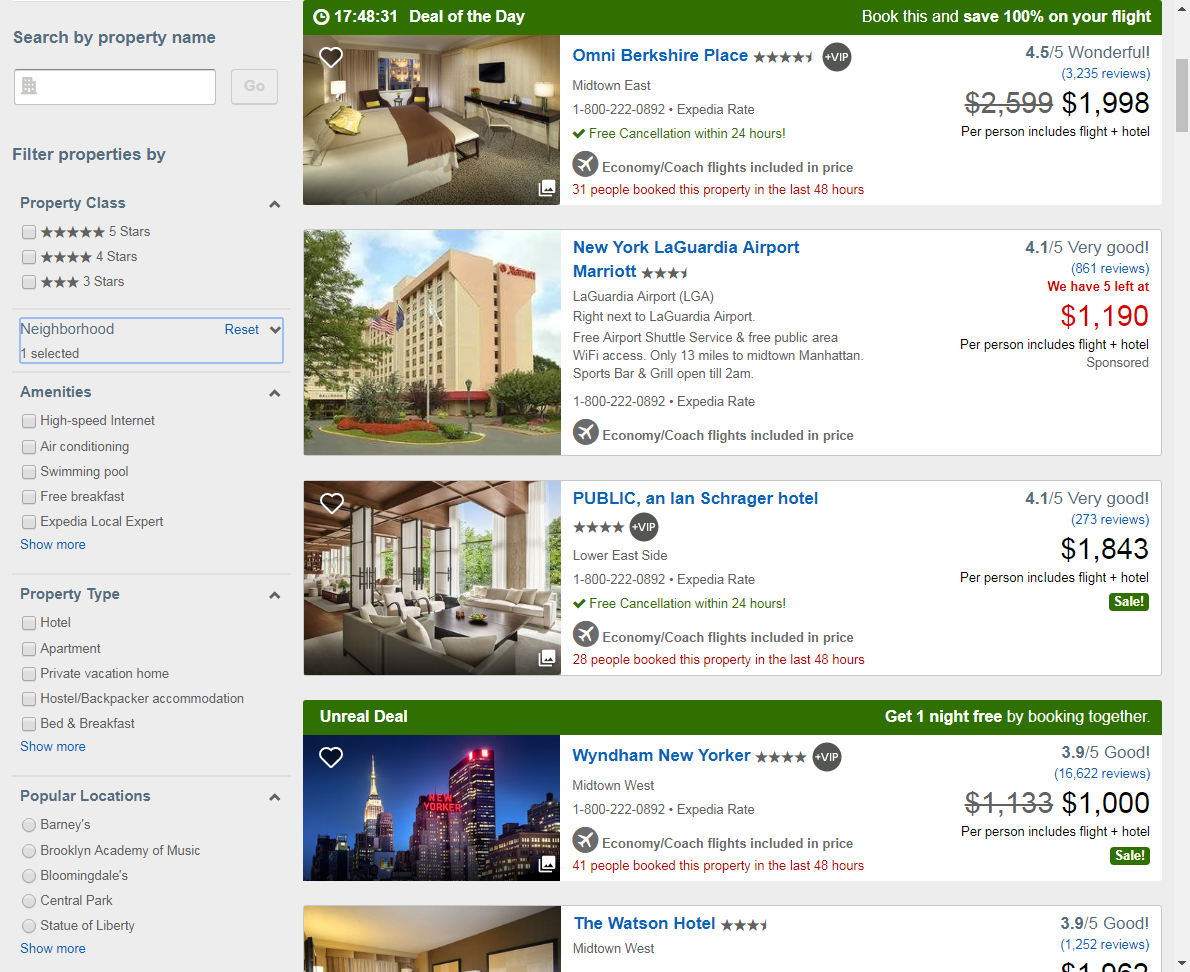 Search by property name
Go
Filter properties by
Property Class
5 Stars
4 Stars
3 Stars
Neighborhood Reset
1 selected
Amenities
High-speed Internet
Air conditioning
Swimming pool
Free breakfast
Expedia Local Expert
Show more
Property Type
Hotel
Apartment
Private vacation home
Hostel/Backpacker accommodation
Bed & Breakfast
Show more
Popular Locations
Barney's
Brooklyn Academy of Music
Bloomingdale's
Central Park
Statue of Liberty
Show more
17:48:31 Deal of the Day Book this and save 100% on your flight
Omni Berkshire Place +VIP
Midtown East
1-800-222-0892 • Expedia Rate
Free Cancellation within 24 hours!
Economy/Coach flights included in price
31 people booked this property in the last 48 hours
4.5/5 Wonderful!
(3,235 reviews)
$2,599 $1,998
Per person includes flight + hotel
Marriott
New York LaGuardia Airport
Marriott
LaGuardia Airport (LGA)
Right next to LaGuardia Airport.
Free Airport Shuttle Service & free public area
WiFi access. Only 13 miles to midtown Manhattan.
Sports Bar & Grill open till 2am.
1-800-222-0892 • Expedia Rate
Economy/Coach flights included in price
4.1/5 Very good!
(861 reviews)
We have 5 left at
$1,190
Per person includes flight + hotel
Sponsored
PUBLIC, an Ian Schrager hotel
+VIP
Lower East Side
1-800-222-0892 • Expedia Rate
Free Cancellation within 24 hours!
Economy/Coach flights included in price
28 people booked this property in the last 48 hours
4.1/5 Very good!
(273 reviews)
$1,843
Per person includes flight + hotel
Sale!
Unreal Deal Get 1 night free by booking together.
NEW
YORKER
Wyndham New Yorker +VIP
Midtown West
1-800-222-0892 • Expedia Rate
Economy/Coach flights included in price
41 people booked this property in the last 48 hours
3.9/5 Good!
(16,622 reviews)
$1,133 $1,000
Per person includes flight + hotel
Sale!
The Watson Hotel
Midtown West
3.9/5 Good!
(1,252 reviews)